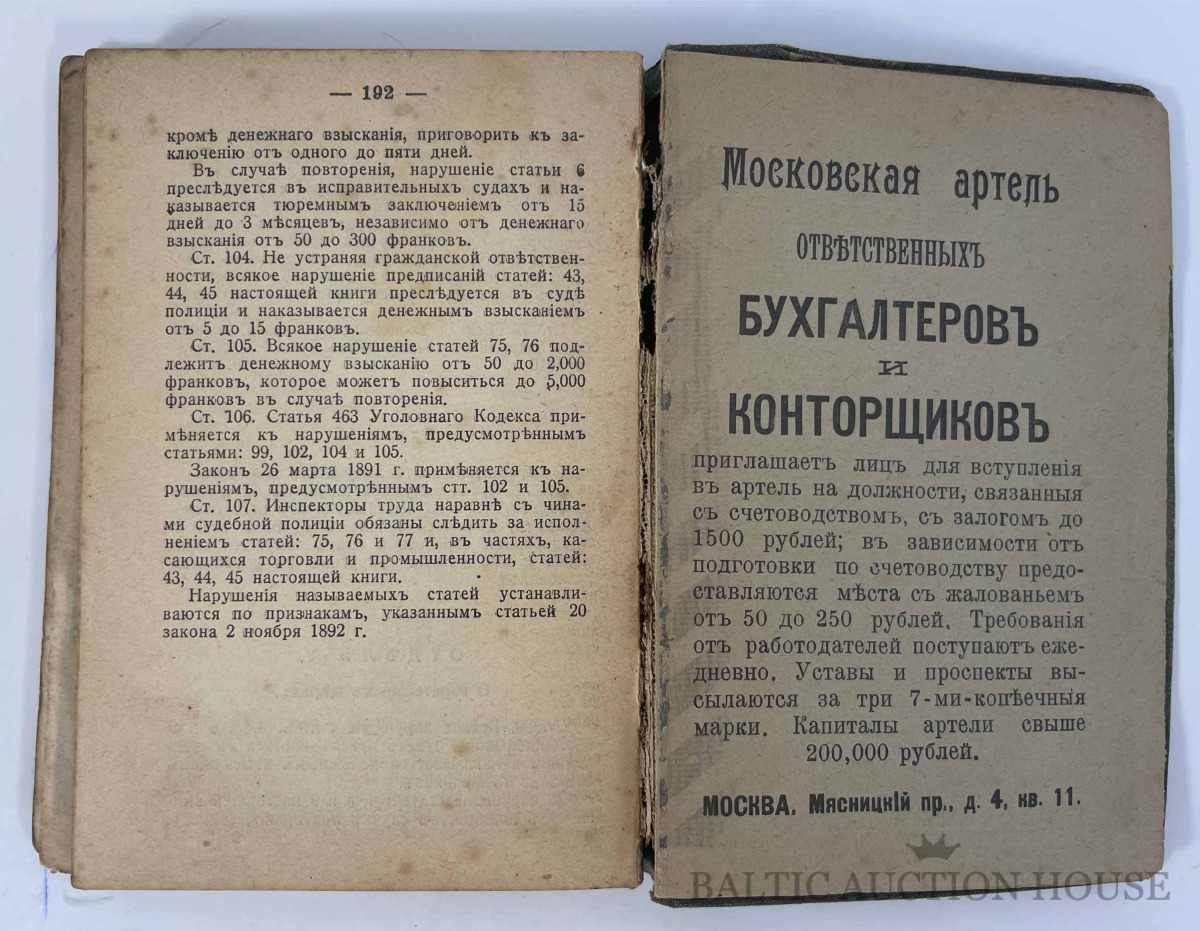 — 192 —
кромѣ денежнаго взысканія, приговорить къ за-
ключенію отъ одного до пяти дней.
Въ случаѣ повторенія, нарушеніе статьи 6
преслѣдуется въ исправительныхъ судахъ и на-
казывается тюремнымъ заключеніемъ отъ 15
дней до 3 мѣсяцевъ, независимо отъ денежнаго
взысканія отъ 50 до 300 франковъ.
Ст. 104. Не устраняя гражданской отвѣтствен-
ности, всякое нарушеніе предписаній статей: 43,
44, 45 настоящей книги преслѣдуется въ судѣ
полиціи и наказывается денежнымъ взысканіемъ
отъ 5 до 15 франковъ.
Ст. 105. Всякое нарушеніе статей 75, 76 под-
лежитъ денежному взысканію отъ 50 до 2,000
франковъ, которое можетъ повыситься до 5,000
франковъ въ случаѣ повторенія.
Ст. 106. Статья 463 Уголовнаго Кодекса при-
мѣняется къ нарушеніямъ, предусмотрѣннымъ
статьями: 99, 102, 104 и 105.
Законъ 26 марта 1891 г. примѣняется къ на-
рушеніямъ, предусмотрѣннымъ стт. 102 и 105.
Ст. 107. Инспекторы труда наравнѣ съ чина-
ми судебной полиціи обязаны слѣдить за испол-
неніемъ статей: 75, 76 и 77 и, въ частяхъ, ка-
сающихся торговли и промышленности, статей:
43, 44, 45 настоящей книги.
Нарушенія называемыхъ статей устанавли-
ваются по признакамъ, указаннымъ статьей 20
закона 2 ноября 1892 г.
Московская артель
ОТВѢТСТВЕННЫХЪ
БУХГАЛТЕРОВЪ
И
КОНТОРЩИКОВЪ
приглашаетъ лицъ для вступленія
въ артель на должности, связанныя
съ счетоводствомъ, съ залогомъ до
1500 рублей; въ зависимости отъ
подготовки по счетоводству предо-
ставляются мѣста съ жалованьемъ
отъ 50 до 250 рублей. Требованія
отъ работодателей поступаютъ еже-
дневно. Уставы и проспекты вы-
сылаются за три 7-ми-копѣечныя
марки. Капиталы артели свыше
200,000 рублей.
МОСКВА. Мясницкій пр., д. 4, кв. 11.
BALTIC AUCTION HOUSE